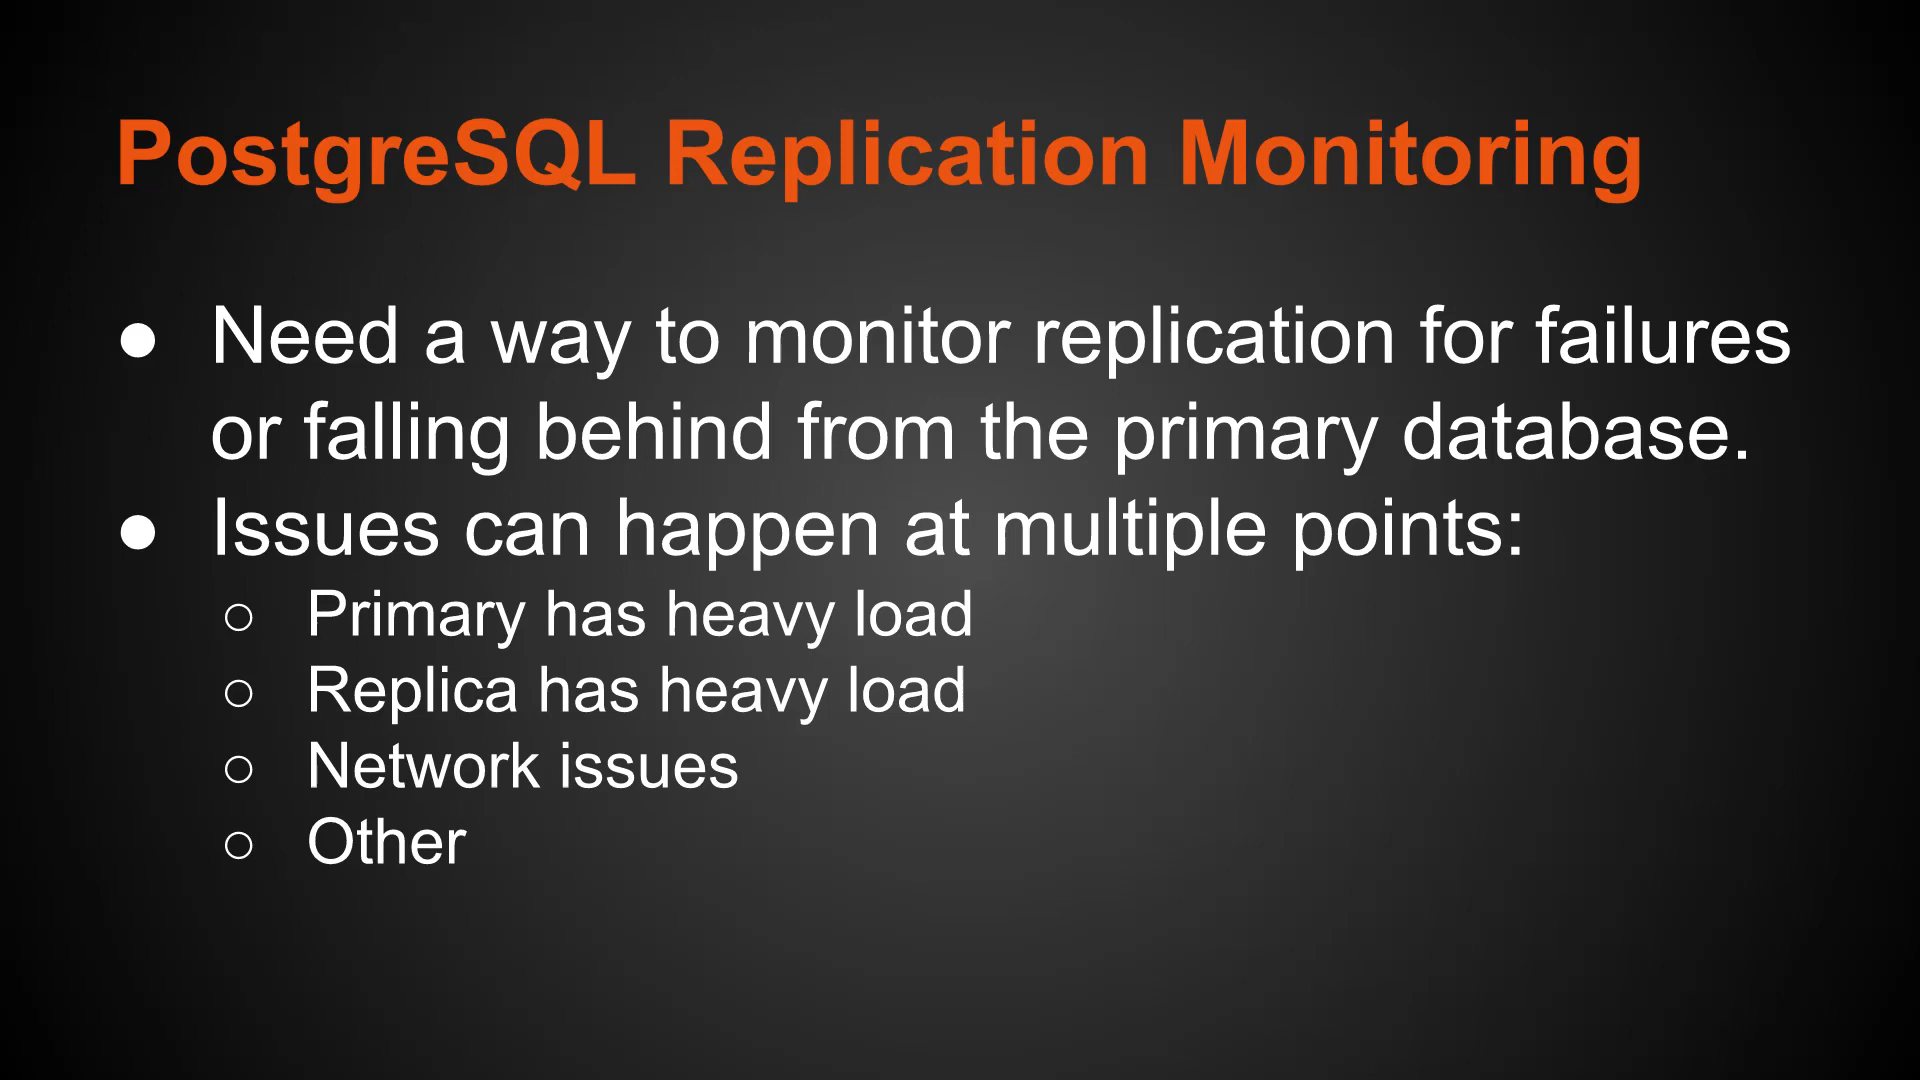 PostgreSQL Replication Monitoring
● Need a way to monitor replication for failures
or falling behind from the primary database.
● Issues can happen at multiple points:
○ Primary has heavy load
○ Replica has heavy load
○ Network issues
○ Other